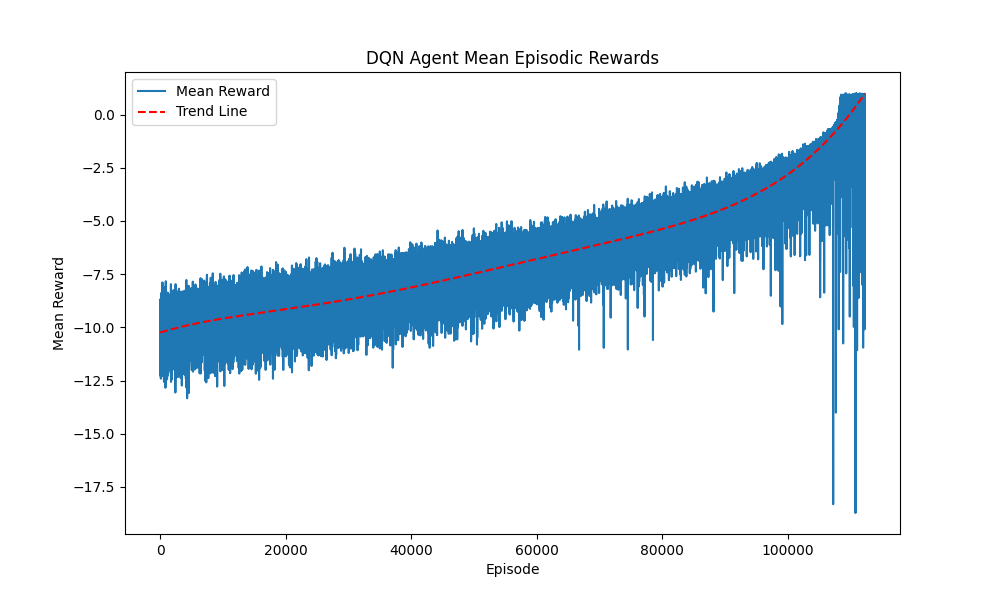 DQN Agent Mean Episodic Rewards
Mean Reward
Trend Line
0.0
−2.5
−5.0
−7.5
−10.0
−12.5
−15.0
−17.5
Mean Reward
0 20000 40000 60000 80000 100000
Episode